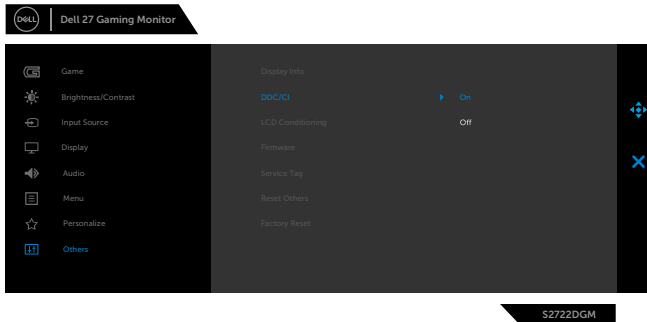 DELL
Dell 27 Gaming Monitor
Game
Display Info
Brightness/Contrast
DDC/CI
On
Input Source
LCD Conditioning
Off
Display
Firmware
Audio
Service Tag
Menu
Reset Others
Personalize
Factory Reset
Others
S2722DGM